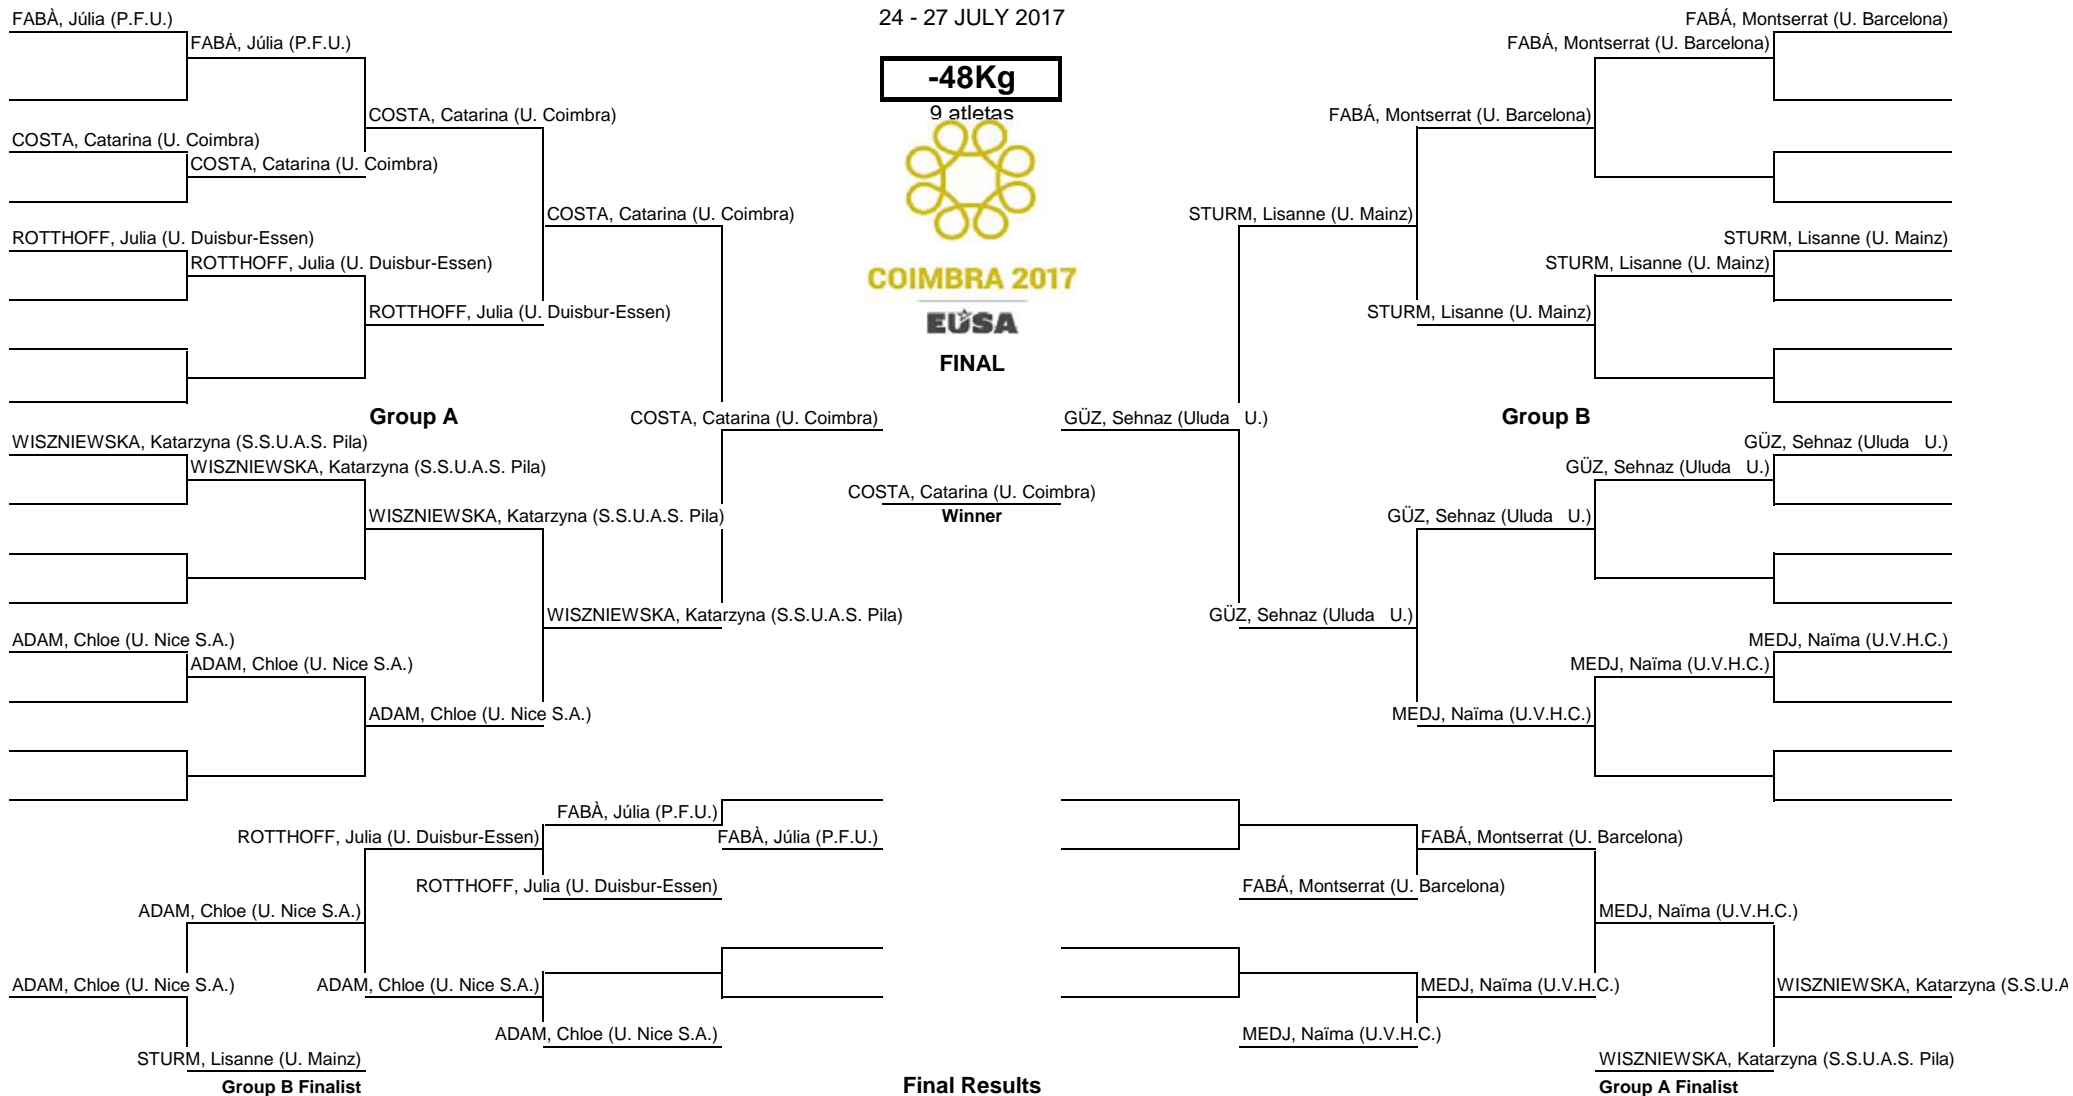 24 - 27 JULY 2017
-48Kg
9 atletas
COIMBRA 2017
EUSA
FINAL
FABÀ, Júlia (P.F.U.)
FABÀ, Júlia (P.F.U.)
COSTA, Catarina (U. Coimbra)
COSTA, Catarina (U. Coimbra)
COSTA, Catarina (U. Coimbra)
COSTA, Catarina (U. Coimbra)
ROTTHOFF, Julia (U. Duisbur-Essen)
ROTTHOFF, Julia (U. Duisbur-Essen)
ROTTHOFF, Julia (U. Duisbur-Essen)
Group A
COSTA, Catarina (U. Coimbra)
WISZNIEWSKA, Katarzyna (S.S.U.A.S. Pila)
WISZNIEWSKA, Katarzyna (S.S.U.A.S. Pila)
WISZNIEWSKA, Katarzyna (S.S.U.A.S. Pila)
WISZNIEWSKA, Katarzyna (S.S.U.A.S. Pila)
ADAM, Chloe (U. Nice S.A.)
ADAM, Chloe (U. Nice S.A.)
ADAM, Chloe (U. Nice S.A.)
COSTA, Catarina (U. Coimbra)
Winner
FABÁ, Montserrat (U. Barcelona)
FABÁ, Montserrat (U. Barcelona)
FABÁ, Montserrat (U. Barcelona)
STURM, Lisanne (U. Mainz)
STURM, Lisanne (U. Mainz)
STURM, Lisanne (U. Mainz)
STURM, Lisanne (U. Mainz)
GÜZ, Sehnaz (Uluda U.)
Group B
GÜZ, Sehnaz (Uluda U.)
GÜZ, Sehnaz (Uluda U.)
GÜZ, Sehnaz (Uluda U.)
GÜZ, Sehnaz (Uluda U.)
MEDJ, Naïma (U.V.H.C.)
MEDJ, Naïma (U.V.H.C.)
MEDJ, Naïma (U.V.H.C.)
FABÀ, Júlia (P.F.U.)
ROTTHOFF, Julia (U. Duisbur-Essen)
FABÀ, Júlia (P.F.U.)
ROTTHOFF, Julia (U. Duisbur-Essen)
ADAM, Chloe (U. Nice S.A.)
ADAM, Chloe (U. Nice S.A.)
ADAM, Chloe (U. Nice S.A.)
ADAM, Chloe (U. Nice S.A.)
STURM, Lisanne (U. Mainz)
Group B Finalist
Final Results
FABÁ, Montserrat (U. Barcelona)
FABÁ, Montserrat (U. Barcelona)
MEDJ, Naïma (U.V.H.C.)
MEDJ, Naïma (U.V.H.C.)
WISZNIEWSKA, Katarzyna (S.S.U.A
MEDJ, Naïma (U.V.H.C.)
WISZNIEWSKA, Katarzyna (S.S.U.A.S. Pila)
Group A Finalist